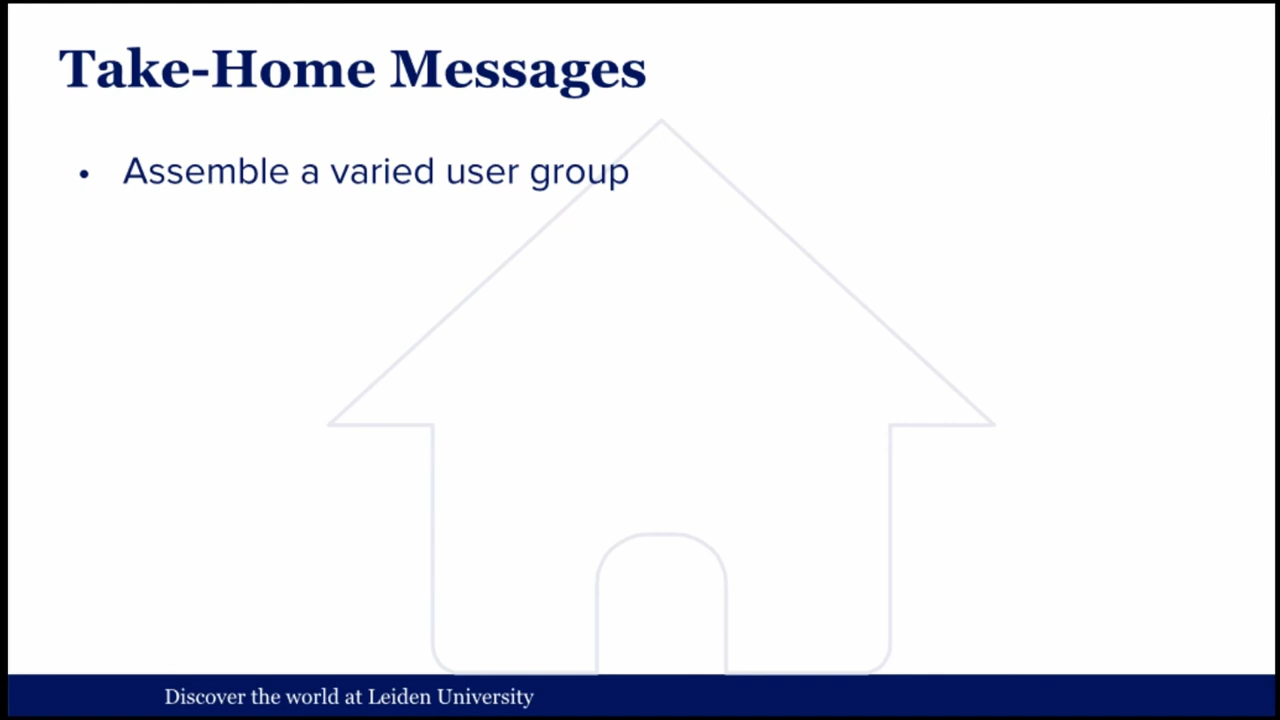 Take-Home Messages
• Assemble a varied user group
Discover the world at Leiden University